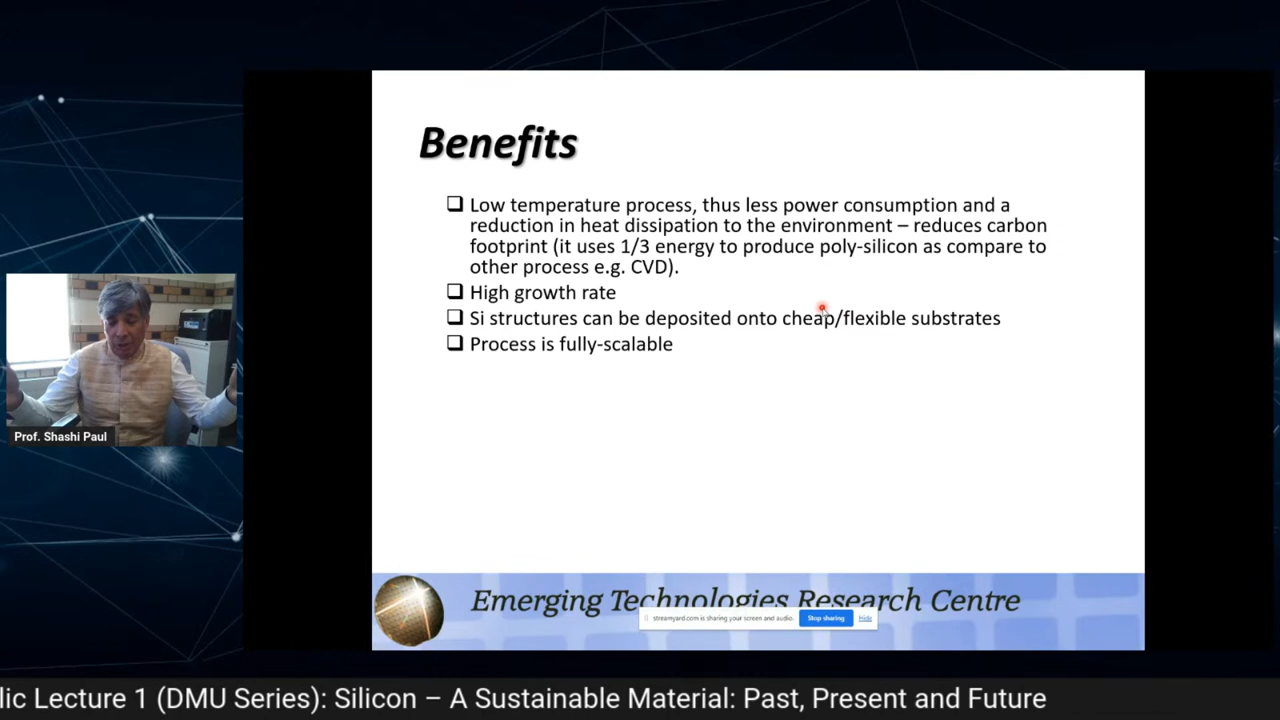 Benefits
❑ Low temperature process, thus less power consumption and a
reduction in heat dissipation to the environment – reduces carbon
footprint (it uses 1/3 energy to produce poly-silicon as compare to
other process e.g. CVD).
❑ High growth rate
❑ Si structures can be deposited onto cheap/flexible substrates
❑ Process is fully-scalable
Prof. Shashi Paul
Emerging Technologies Research Centre
streamyard.com is sharing your screen and audio. Stop sharing Hide
lic Lecture 1 (DMU Series): Silicon – A Sustainable Material: Past, Present and Future